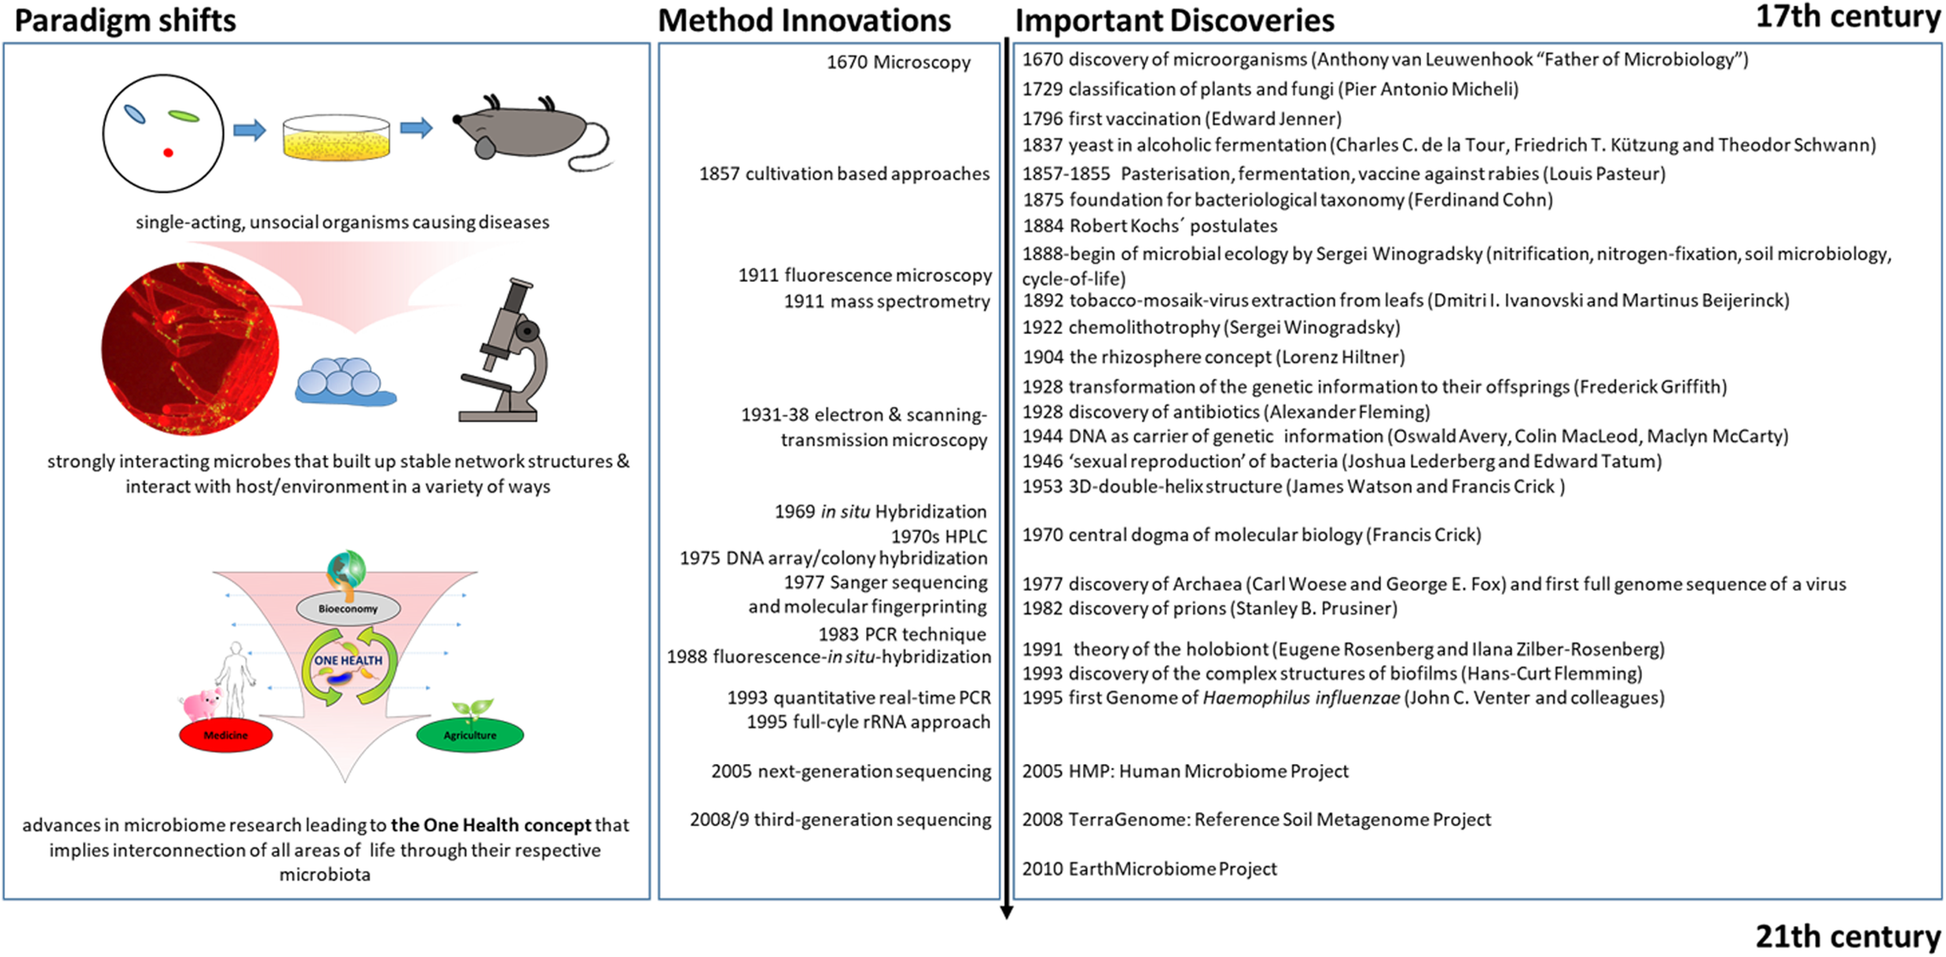 Paradigm shifts
Method Innovations
Important Discoveries
17th century
single-acting, unsocial organisms causing diseases
strongly interacting microbes that built up stable network structures &
interact with host/environment in a variety of ways
Bioeconomy
ONE HEALTH
Medicine
Agriculture
advances in microbiome research leading to the One Health concept that
implies interconnection of all areas of life through their respective
microbiota
1670 Microscopy
1857 cultivation based approaches
1911 fluorescence microscopy
1911 mass spectrometry
1931-38 electron & scanning-
transmission microscopy
1969 in situ Hybridization
1970s HPLC
1975 DNA array/colony hybridization
1977 Sanger sequencing
and molecular fingerprinting
1983 PCR technique
1988 fluorescence-in situ-hybridization
1993 quantitative real-time PCR
1995 full-cyle rRNA approach
2005 next-generation sequencing
2008/9 third-generation sequencing
1670 discovery of microorganisms (Anthony van Leuwenhook “Father of Microbiology”)
1729 classification of plants and fungi (Pier Antonio Micheli)
1796 first vaccination (Edward Jenner)
1837 yeast in alcoholic fermentation (Charles C. de la Tour, Friedrich T. Kützung and Theodor Schwann)
1857-1855 Pasterisation, fermentation, vaccine against rabies (Louis Pasteur)
1875 foundation for bacteriological taxonomy (Ferdinand Cohn)
1884 Robert Kochs´ postulates
1888-begin of microbial ecology by Sergei Winogradsky (nitrification, nitrogen-fixation, soil microbiology,
cycle-of-life)
1892 tobacco-mosaik-virus extraction from leafs (Dmitri I. Ivanovski and Martinus Beijerinck)
1922 chemolithotrophy (Sergei Winogradsky)
1904 the rhizosphere concept (Lorenz Hiltner)
1928 transformation of the genetic information to their offsprings (Frederick Griffith)
1928 discovery of antibiotics (Alexander Fleming)
1944 DNA as carrier of genetic information (Oswald Avery, Colin MacLeod, Maclyn McCarty)
1946 ‘sexual reproduction’ of bacteria (Joshua Lederberg and Edward Tatum)
1953 3D-double-helix structure (James Watson and Francis Crick )
1970 central dogma of molecular biology (Francis Crick)
1977 discovery of Archaea (Carl Woese and George E. Fox) and first full genome sequence of a virus
1982 discovery of prions (Stanley B. Prusiner)
1991 theory of the holobiont (Eugene Rosenberg and Ilana Zilber-Rosenberg)
1993 discovery of the complex structures of biofilms (Hans-Curt Flemming)
1995 first Genome of Haemophilus influenzae (John C. Venter and colleagues)
2005 HMP: Human Microbiome Project
2008 TerraGenome: Reference Soil Metagenome Project
2010 EarthMicrobiome Project
21th century